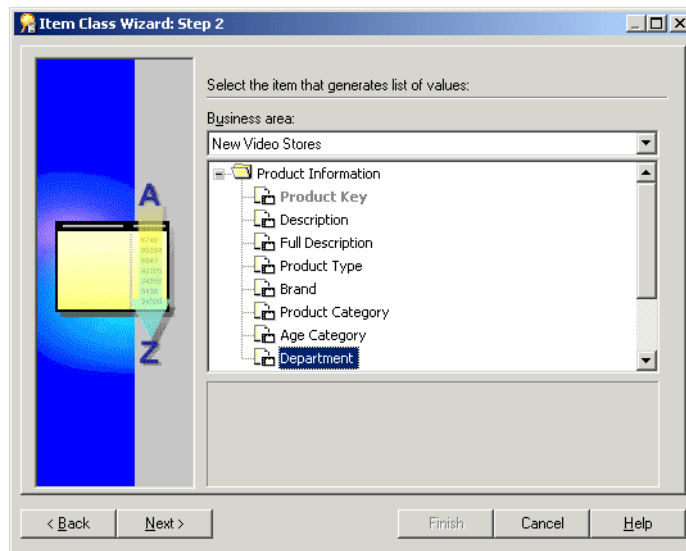 Item Class Wizard: Step 2
Select the item that generates list of values:
Business area:
New Video Stores
Product Information
Product Key
Description
Full Description
Product Type
Brand
Product Category
Age Category
Department
A
Z
< Back
Next >
Finish
Cancel
Help